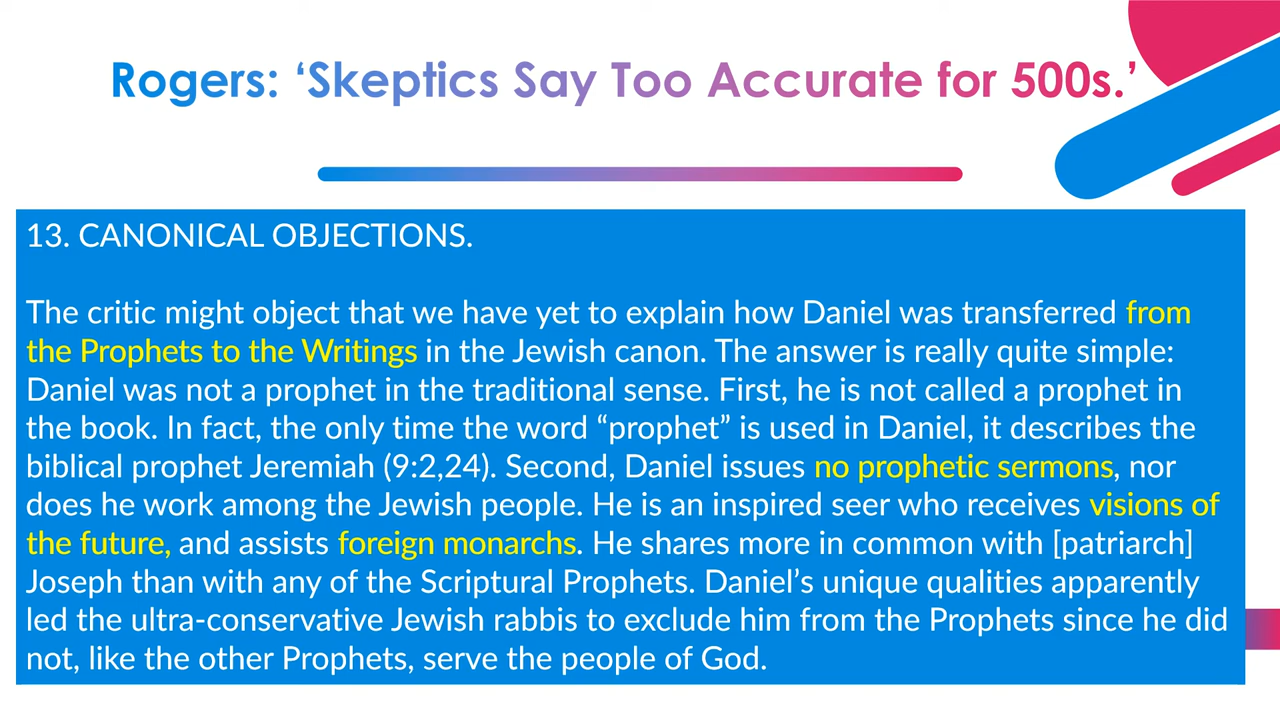 Rogers: ‘Skeptics Say Too Accurate for 500s.’
13. CANONICAL OBJECTIONS.
The critic might object that we have yet to explain how Daniel was transferred from
the Prophets to the Writings in the Jewish canon. The answer is really quite simple:
Daniel was not a prophet in the traditional sense. First, he is not called a prophet in
the book. In fact, the only time the word “prophet” is used in Daniel, it describes the
biblical prophet Jeremiah (9:2,24). Second, Daniel issues no prophetic sermons, nor
does he work among the Jewish people. He is an inspired seer who receives visions of
the future, and assists foreign monarchs. He shares more in common with [patriarch]
Joseph than with any of the Scriptural Prophets. Daniel’s unique qualities apparently
led the ultra-conservative Jewish rabbis to exclude him from the Prophets since he did
not, like the other Prophets, serve the people of God.